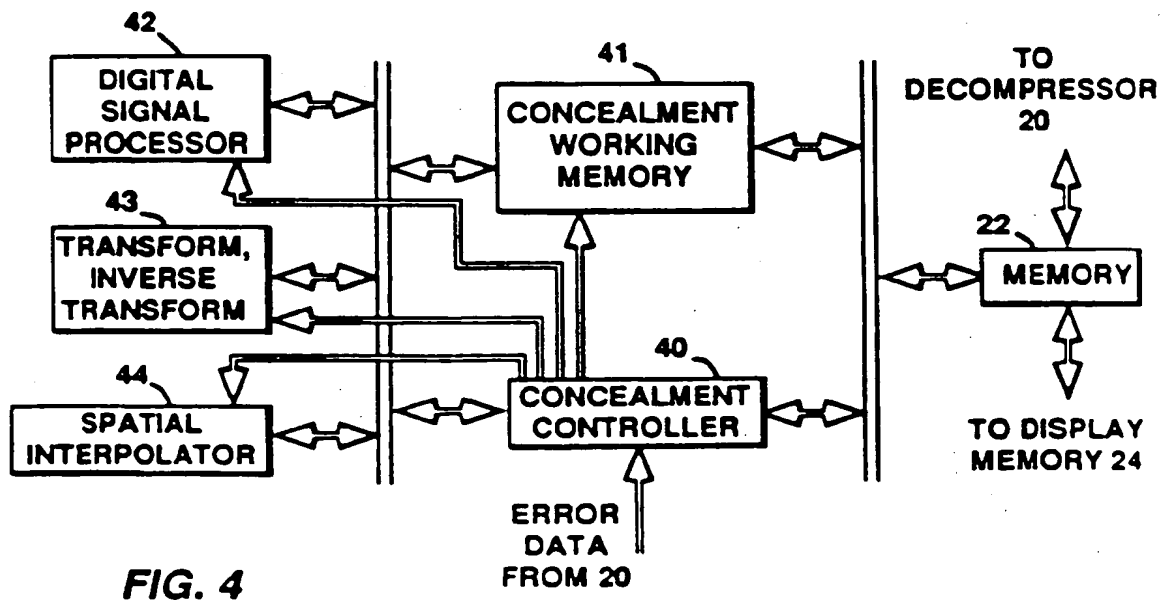 42
DIGITAL
SIGNAL
PROCESSOR
43
TRANSFORM,
INVERSE
TRANSFORM
44
SPATIAL
INTERPOLATOR
41
CONCEALMENT
WORKING
MEMORY
40
CONCEALMENT
CONTROLLER
ERROR
DATA
FROM 20
TO
DECOMPRESSOR
20
22
MEMORY
TO DISPLAY
MEMORY 24
FIG. 4